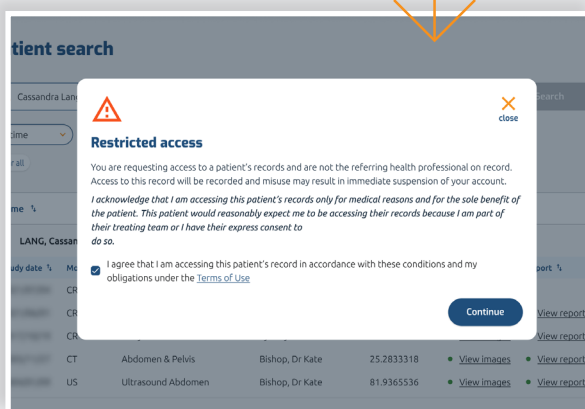 tient search
Cassandra Lang
Search
time
r all
Restricted access
close
You are requesting access to a patient's records and are not the referring health professional on record.
Access to this record will be recorded and misuse may result in immediate suspension of your account.
I acknowledge that I am accessing this patient's records only for medical reasons and for the sole benefit of
the patient. This patient would reasonably expect me to be accessing their records because I am part of
their treating team or I have their express consent to
do so.
I agree that I am accessing this patient's record in accordance with these conditions and my
obligations under the Terms of Use
Continue
me
LANG, Cassan
udy date Mo port
CR
CR View report
CR View report
CT Abdomen & Pelvis Bishop, Dr Kate 25.2833318 View images View report
US Ultrasound Abdomen Bishop, Dr Kate 81.9365536 View images View report